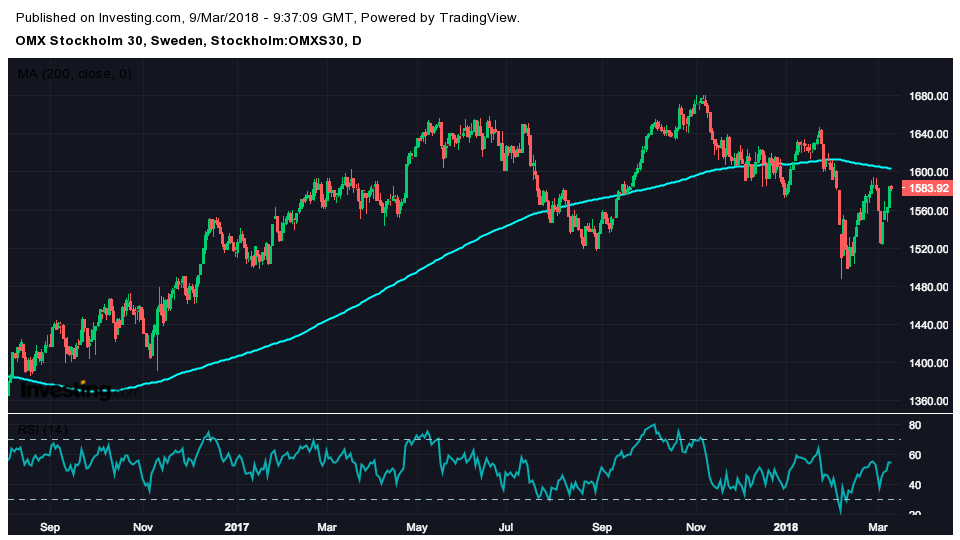 Published on Investing.com, 9/Mar/2018 - 9:37:09 GMT, Powered by TradingView.
OMX Stockholm 30, Sweden, Stockholm:OMXS30, D
MA (200, close, 0)
1680.00
1640.00
1600.00
1583.92
1560.00
1520.00
1480.00
1440.00
1400.00
1360.00
Investing.com
RSI (14)
80
60
40
20
Sep Nov 2017 Mar May Jul Sep Nov 2018 Mar